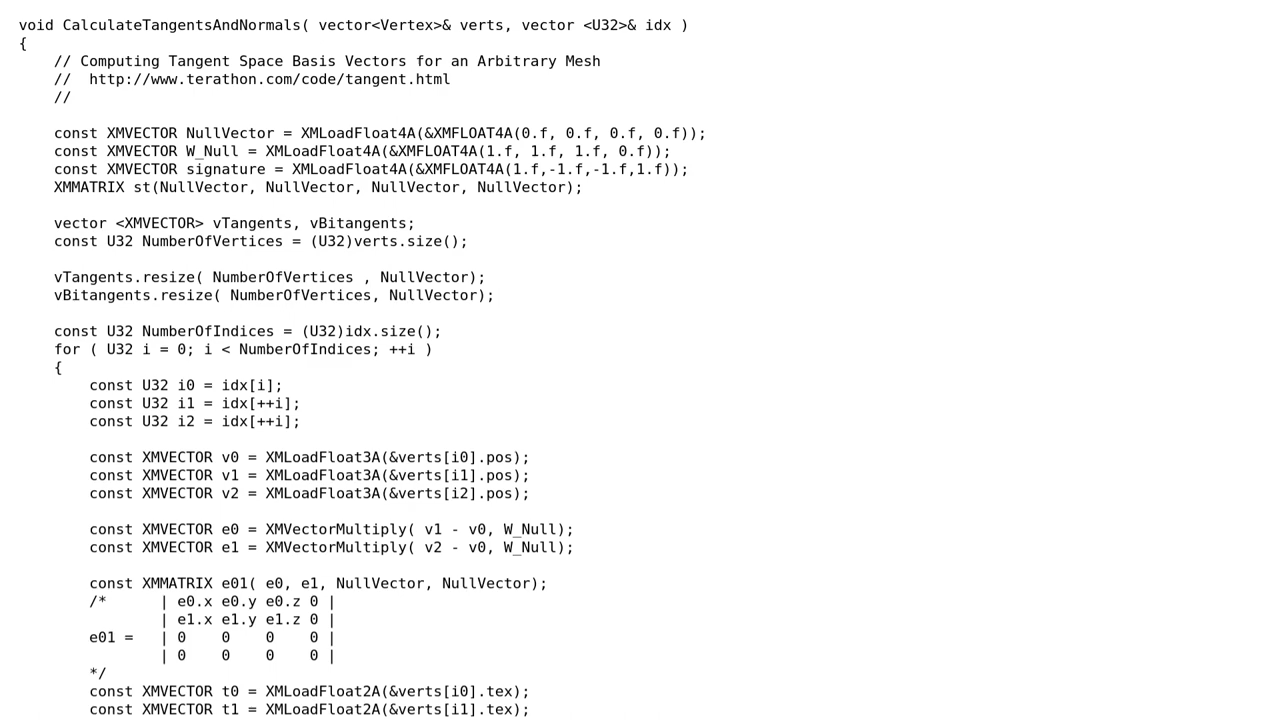 void CalculateTangentsAndNormals( vector<Vertex>& verts, vector <U32>& idx )
{
    // Computing Tangent Space Basis Vectors for an Arbitrary Mesh
    //  http://www.terathon.com/code/tangent.html
    //

    const XMVECTOR NullVector = XMLoadFloat4A(&XMFLOAT4A(0.f, 0.f, 0.f, 0.f));
    const XMVECTOR W_Null = XMLoadFloat4A(&XMFLOAT4A(1.f, 1.f, 1.f, 0.f));
    const XMVECTOR signature = XMLoadFloat4A(&XMFLOAT4A(1.f,-1.f,-1.f,1.f));
    XMMATRIX st(NullVector, NullVector, NullVector, NullVector);

    vector <XMVECTOR> vTangents, vBitangents;
    const U32 NumberOfVertices = (U32)verts.size();

    vTangents.resize( NumberOfVertices , NullVector);
    vBitangents.resize( NumberOfVertices, NullVector);

    const U32 NumberOfIndices = (U32)idx.size();
    for ( U32 i = 0; i < NumberOfIndices; ++i )
    {
        const U32 i0 = idx[i];
        const U32 i1 = idx[++i];
        const U32 i2 = idx[++i];

        const XMVECTOR v0 = XMLoadFloat3A(&verts[i0].pos);
        const XMVECTOR v1 = XMLoadFloat3A(&verts[i1].pos);
        const XMVECTOR v2 = XMLoadFloat3A(&verts[i2].pos);

        const XMVECTOR e0 = XMVectorMultiply( v1 - v0, W_Null);
        const XMVECTOR e1 = XMVectorMultiply( v2 - v0, W_Null);

        const XMMATRIX e01( e0, e1, NullVector, NullVector);
        /*      | e0.x e0.y e0.z 0 |
                | e1.x e1.y e1.z 0 |
        e01 =   | 0    0    0    0 |
                | 0    0    0    0 |
        */
        const XMVECTOR t0 = XMLoadFloat2A(&verts[i0].tex);
        const XMVECTOR t1 = XMLoadFloat2A(&verts[i1].tex);